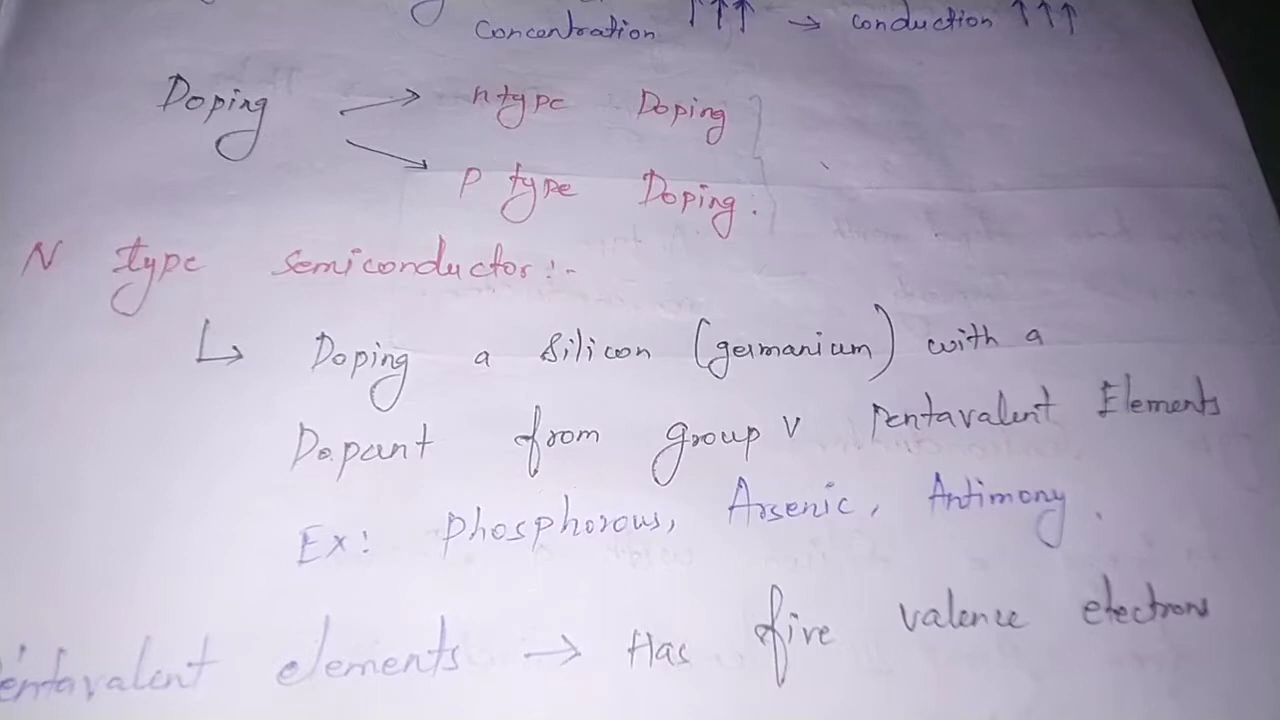 Concentration ↑↑↑ → conduction ↑↑↑
Doping → n type Doping
→ p type Doping.
N type semiconductor:-
↳ Doping a silicon (germanium) with a
Dopant from group V Pentavalent Elements
Ex: Phosphorous, Arsenic, Antimony.
entavalent elements → Has five valence electrons